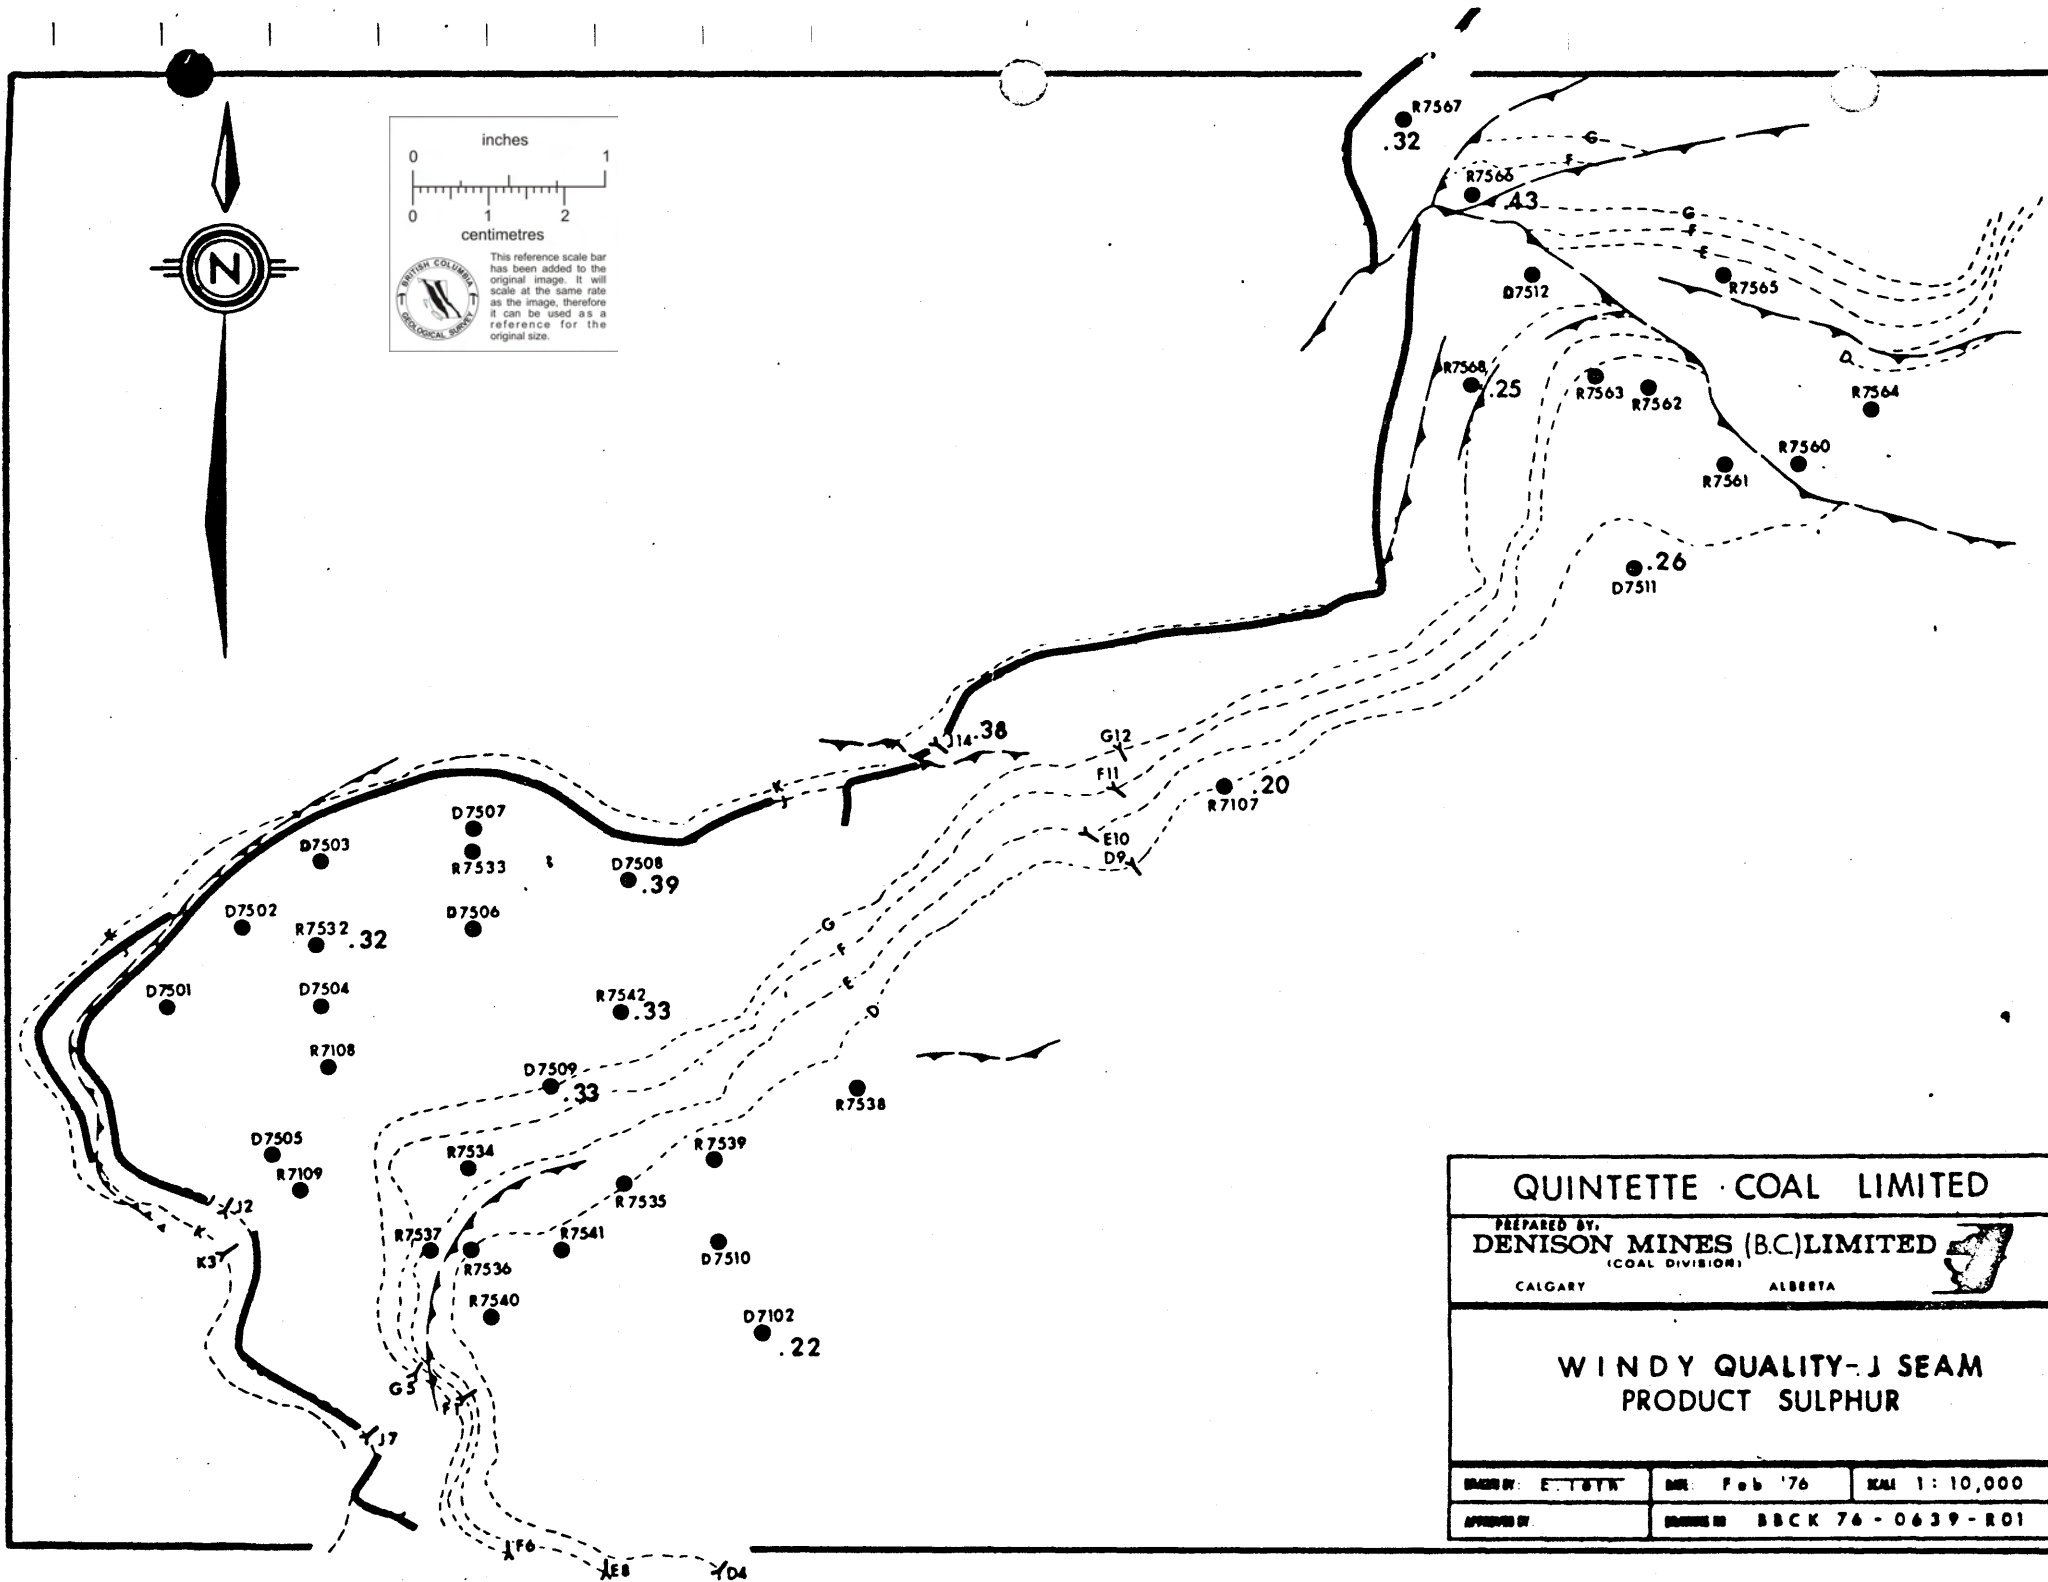 inches
0 1
0 1 2
centimetres
This reference scale bar
has been added to the
original image. It will
scale at the same rate
as the image, therefore
it can be used as a
reference for the
original size.
BRITISH COLUMBIA
GEOLOGICAL SURVEY
N
R7567
.32
G
F
R7566
.43
G
F
E
D7512
R7565
D
R7568
.25
R7563
R7562
R7564
R7560
R7561
.26
D7511
J14 .38
G12
F11
R7107 .20
E10
D9
K
J
D7507
D7503
R7533
D7508
.39
D7502
R7532 .32
D7506
G
F
E
D
K
J
D7501
D7504
R7542
.33
R7108
D7509
.33
R7538
D7505
R7109
R7534
R7539
R7535
J2
K
K3
R7537
R7536
R7541
D7510
R7540
D7102
.22
G5
J7
F6
E8
D4
QUINTETTE COAL LIMITED
PREPARED BY,
DENISON MINES (B.C.) LIMITED
(COAL DIVISION)
CALGARY ALBERTA
WINDY QUALITY-J SEAM
PRODUCT SULPHUR
Feb '76
SCALE 1:10,000
APPROVED BY
BBCK 76-0639-R01